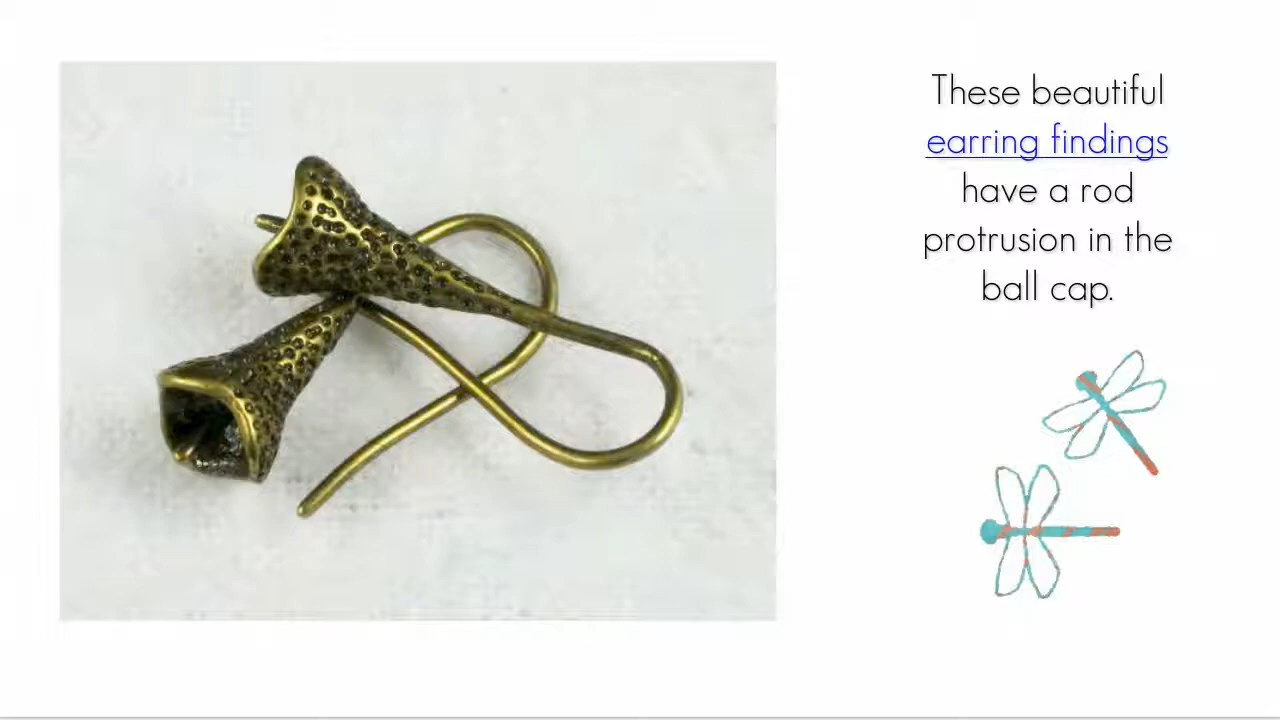 These beautiful
earring findings
have a rod
protrusion in the
ball cap.